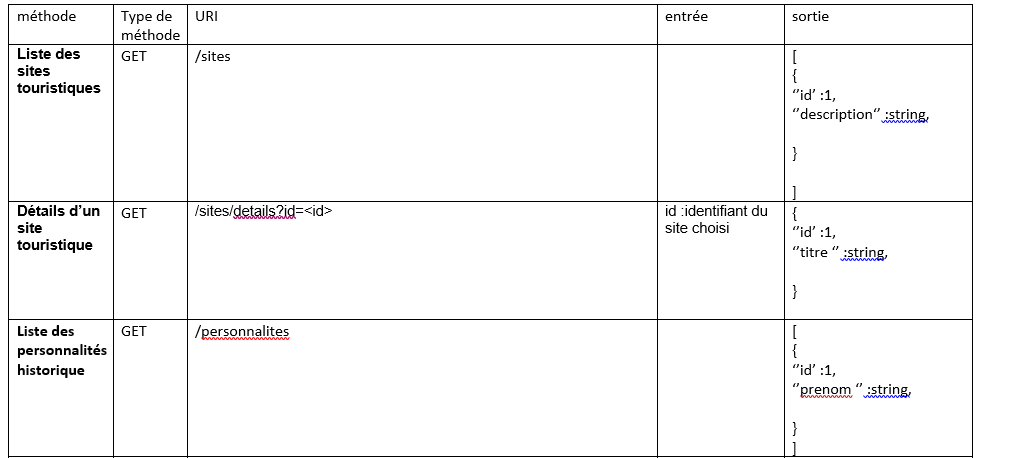 méthode
Type de
méthode
URI
entrée
sortie
Liste des
sites
touristiques
GET
/sites
[
{
‘’id’ :1,
‘’description‘’ :string,
}
]
Détails d’un
site
touristique
GET
/sites/details?id=<id>
id :identifiant du
site choisi
{
‘’id’ :1,
‘’titre ‘’ :string,
}
Liste des
personnalités
historique
GET
/personnalites
[
{
‘’id’ :1,
‘’prenom ‘’ :string,
}
]